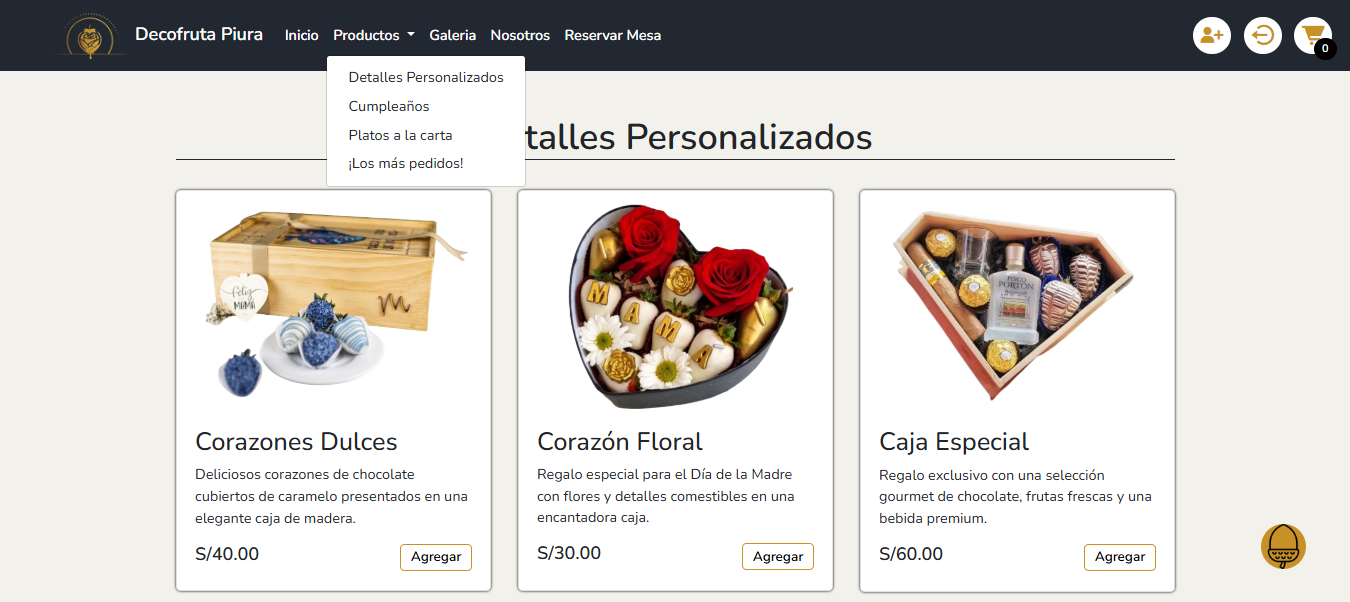 Decofruta Piura
Inicio
Productos
Galeria
Nosotros
Reservar Mesa
0
Detalles Personalizados
Cumpleaños
Platos a la carta
¡Los más pedidos!
talles Personalizados
feliz
MAMÁ
M
A
M
A
PISCO
PORTÓN
Corazones Dulces
Deliciosos corazones de chocolate
cubiertos de caramelo presentados en una
elegante caja de madera.
S/40.00
Agregar
Corazón Floral
Regalo especial para el Día de la Madre
con flores y detalles comestibles en una
encantadora caja.
S/30.00
Agregar
Caja Especial
Regalo exclusivo con una selección
gourmet de chocolate, frutas frescas y una
bebida premium.
S/60.00
Agregar